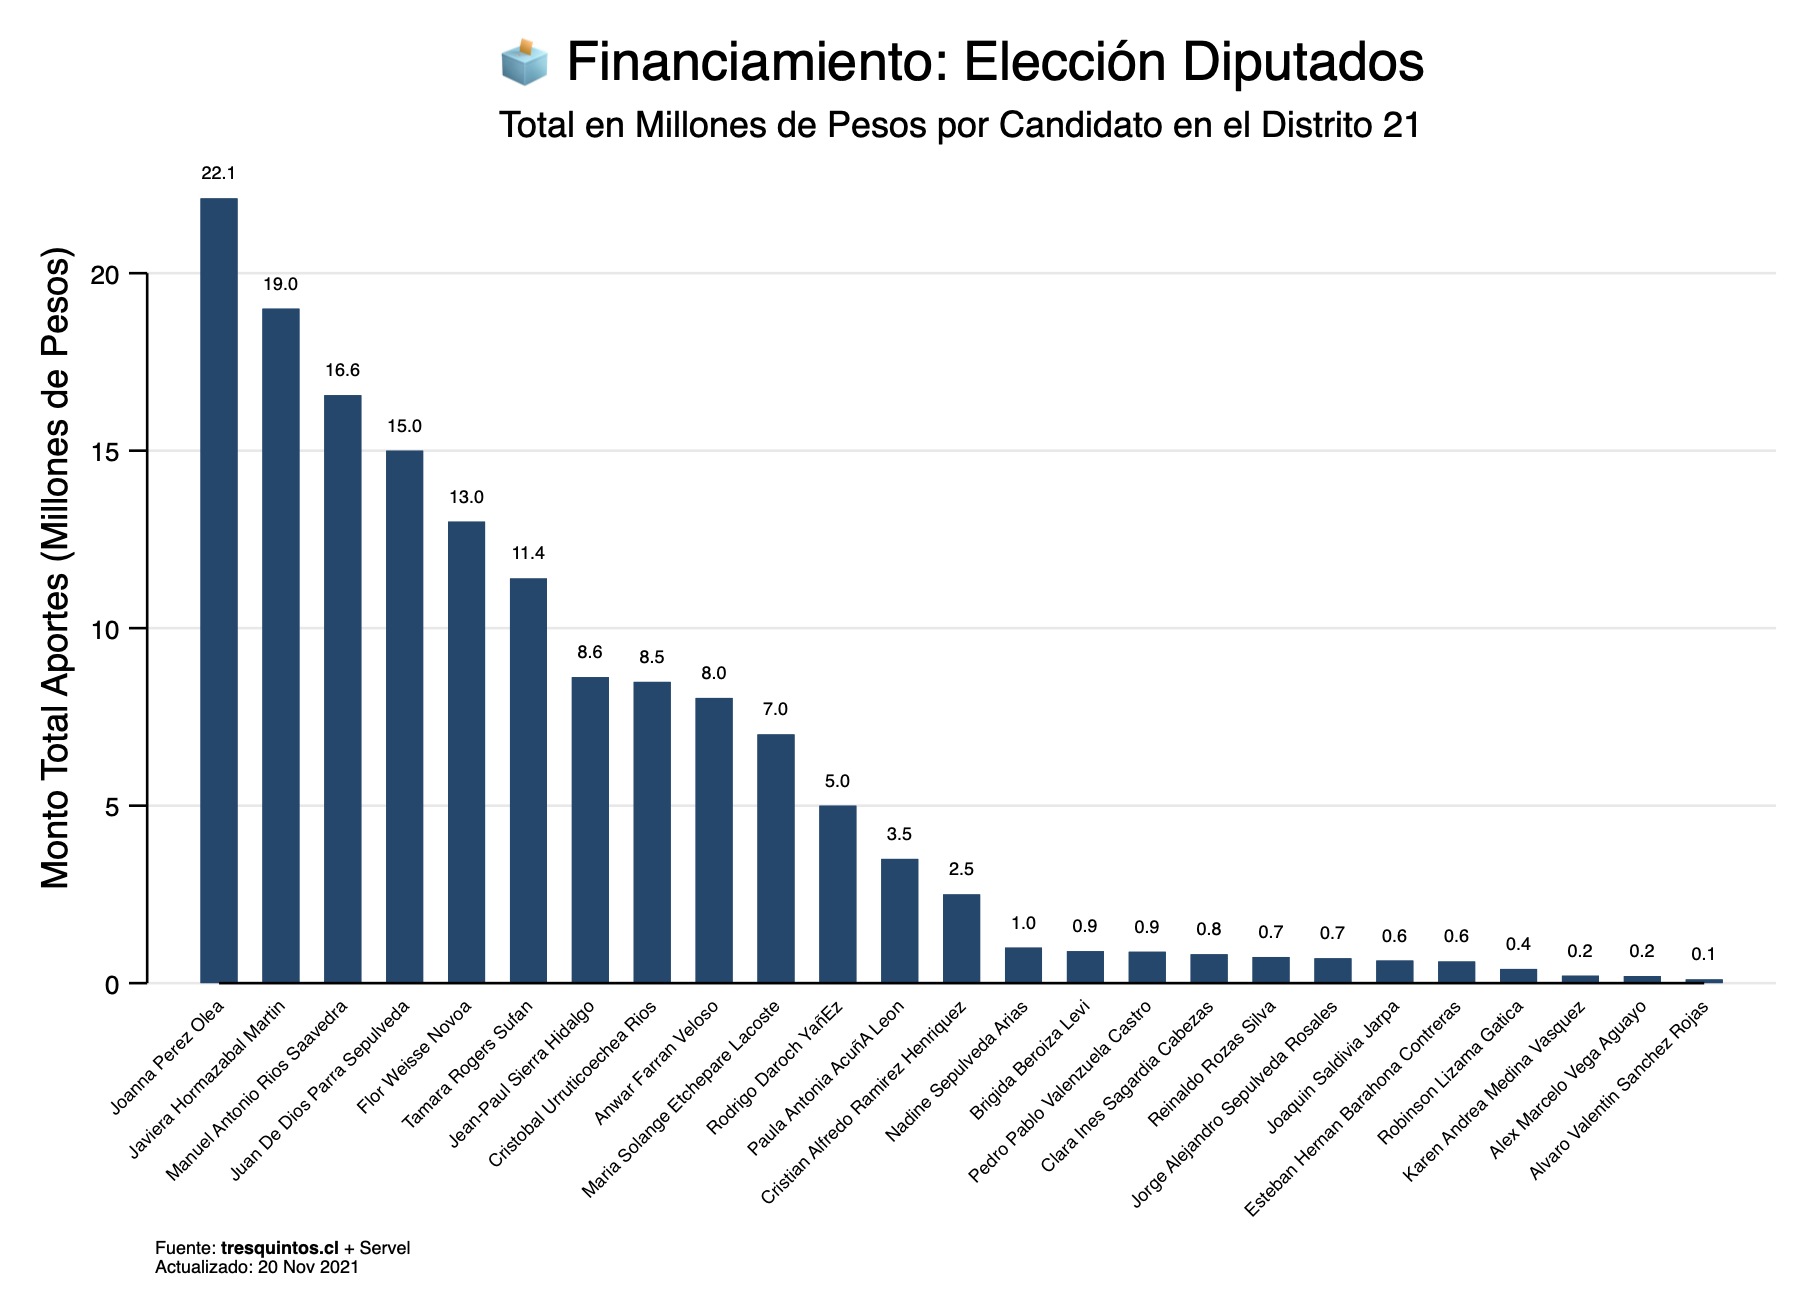 Financiamiento: Elección Diputados
Total en Millones de Pesos por Candidato en el Distrito 21
Monto Total Aportes (Millones de Pesos)
20
15
10
5
0
22.1
19.0
16.6
15.0
13.0
11.4
8.6
8.5
8.0
7.0
5.0
3.5
2.5
1.0
0.9
0.9
0.8
0.7
0.7
0.6
0.6
0.4
0.2
0.2
0.1
Joanna Perez Olea
Javiera Hormazabal Martin
Manuel Antonio Rios Saavedra
Juan De Dios Parra Sepulveda
Flor Weisse Novoa
Tamara Rogers Sufan
Jean-Paul Sierra Hidalgo
Cristobal Urruticoechea Rios
Anwar Farran Veloso
Maria Solange Etchepare Lacoste
Rodrigo Daroch YañEz
Paula Antonia AcuñA Leon
Cristian Alfredo Ramirez Henriquez
Nadine Sepulveda Arias
Brigida Beroiza Levi
Pedro Pablo Valenzuela Castro
Clara Ines Sagardia Cabezas
Reinaldo Rozas Silva
Jorge Alejandro Sepulveda Rosales
Joaquin Saldivia Jarpa
Esteban Hernan Barahona Contreras
Robinson Lizama Gatica
Karen Andrea Medina Vasquez
Alex Marcelo Vega Aguayo
Alvaro Valentin Sanchez Rojas
Fuente: tresquintos.cl + Servel
Actualizado: 20 Nov 2021